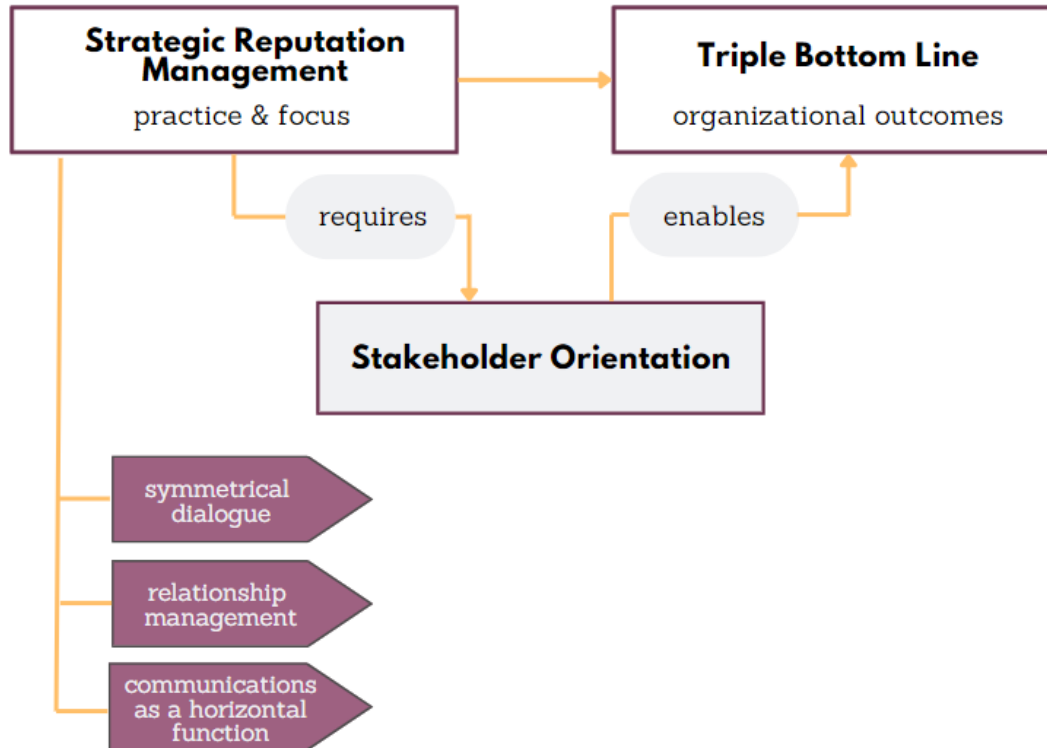 Strategic Reputation
Management
practice & focus
Triple Bottom Line
organizational outcomes
requires
enables
Stakeholder Orientation
symmetrical
dialogue
relationship
management
communications
as a horizontal
function